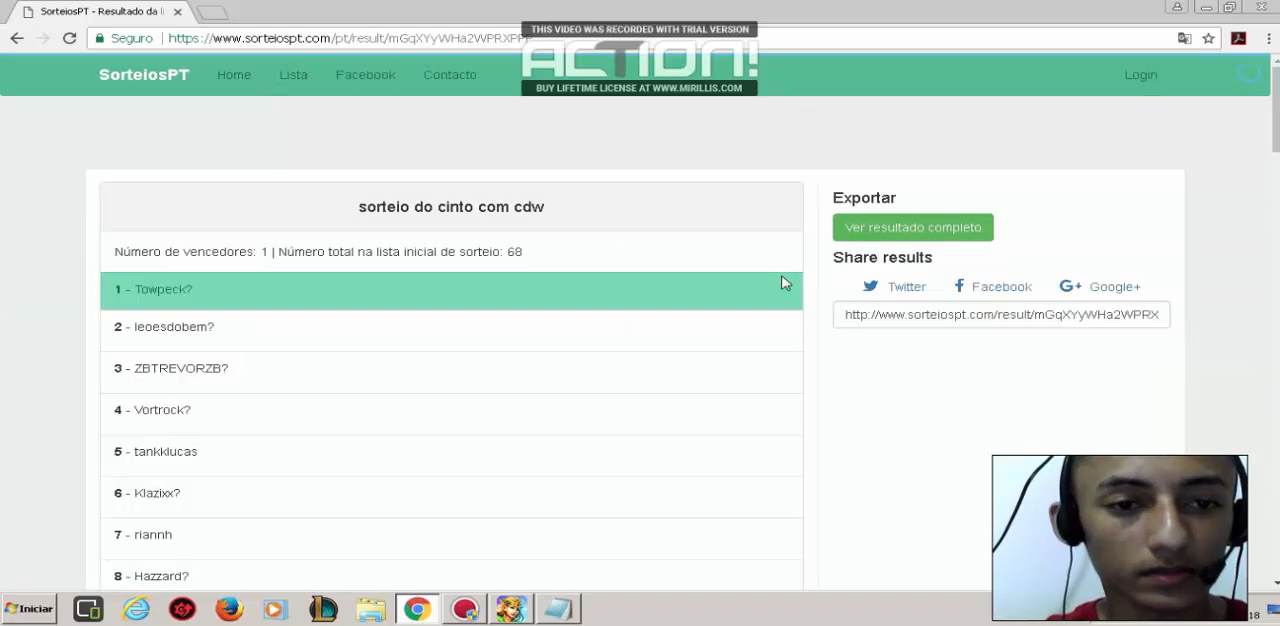 SorteiosPT - Resultado da li
THIS VIDEO WAS RECORDED WITH TRIAL VERSION
ACTION!
BUY LIFETIME LICENSE AT WWW.MIRILLIS.COM
Seguro
https://www.sorteiospt.com/pt/result/mGqXYyWHa2WPRXPPP
SorteiosPT
Home
Lista
Facebook
Contacto
Login
sorteio do cinto com cdw
Número de vencedores: 1 | Número total na lista inicial de sorteio: 68
1 - Towpeck?
2 - leoesdobem?
3 - ZBTREVORZB?
4 - Vortrock?
5 - tankklucas
6 - Klazixx?
7 - riannh
8 - Hazzard?
Exportar
Ver resultado completo
Share results
Twitter
Facebook
G+ Google+
http://www.sorteiospt.com/result/mGqXYyWHa2WPRX
Iniciar
18